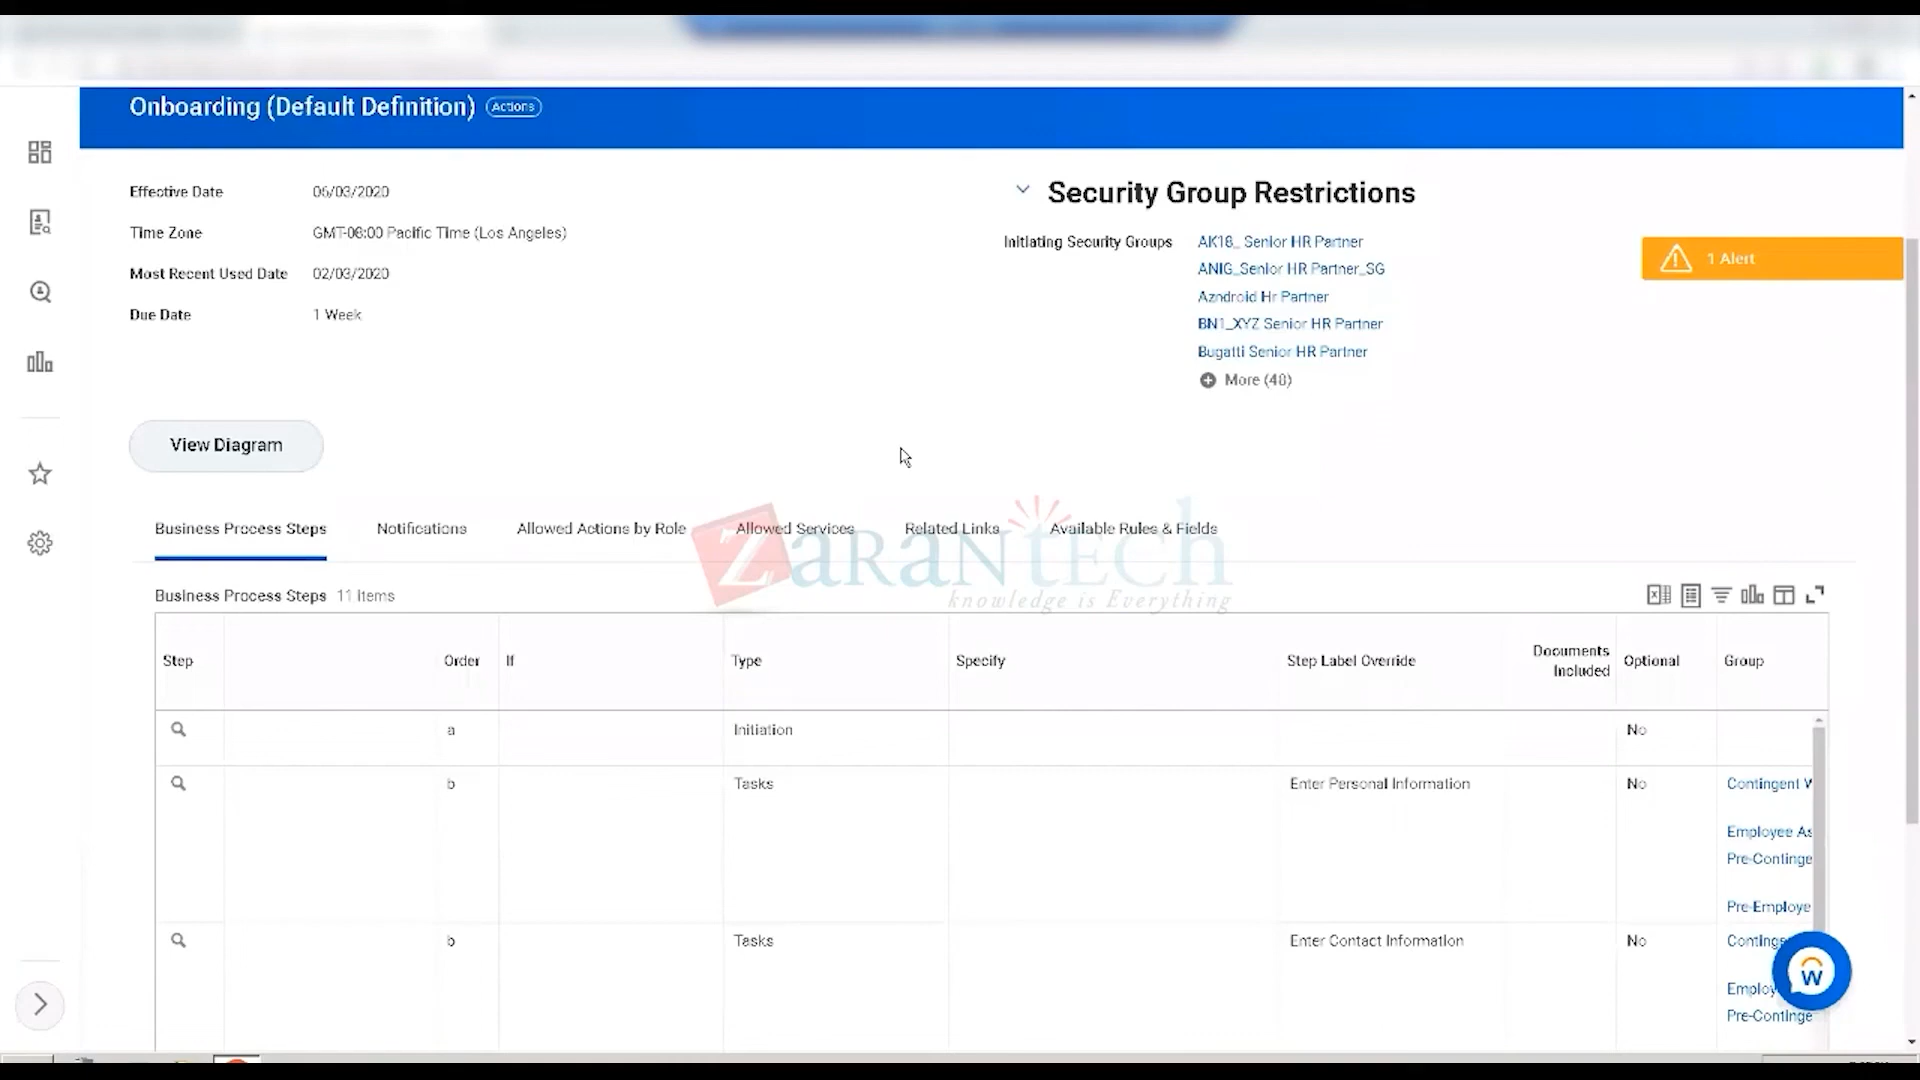 Onboarding (Default Definition) Actions
Effective Date 06/03/2020
Time Zone GMT-08:00 Pacific Time (Los Angeles)
Most Recent Used Date 02/03/2020
Due Date 1 Week
Security Group Restrictions
Initiating Security Groups AK18_ Senior HR Partner
ANIG_Senior HR Partner_SG
Azndroid Hr Partner
BN1_XYZ Senior HR Partner
Bugatti Senior HR Partner
More (40)
1 Alert
View Diagram
Business Process Steps Notifications Allowed Actions by Role Allowed Services Related Links Available Rules & Fields
ZaranTech
knowledge is Everything
Business Process Steps 11 Items
Step Order If Type Specify Step Label Override Documents Included Optional Group
a Initiation No
b Tasks Enter Personal Information No Contingent W
Employee As
Pre-Continge
Pre-Employe
b Tasks Enter Contact Information No Continge
Employ
Pre-Continge
W